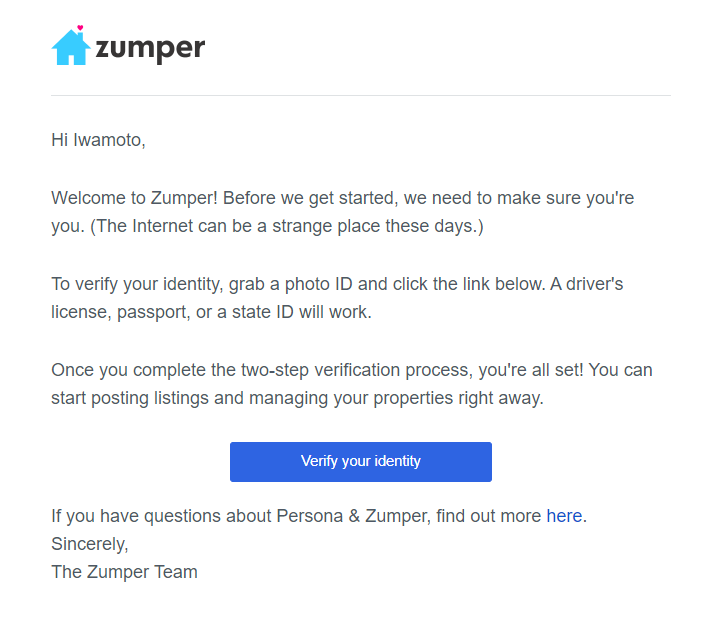 zumper
Hi Iwamoto,
Welcome to Zumper! Before we get started, we need to make sure you're
you. (The Internet can be a strange place these days.)
To verify your identity, grab a photo ID and click the link below. A driver's
license, passport, or a state ID will work.
Once you complete the two-step verification process, you're all set! You can
start posting listings and managing your properties right away.
Verify your identity
If you have questions about Persona & Zumper, find out more here.
Sincerely,
The Zumper Team